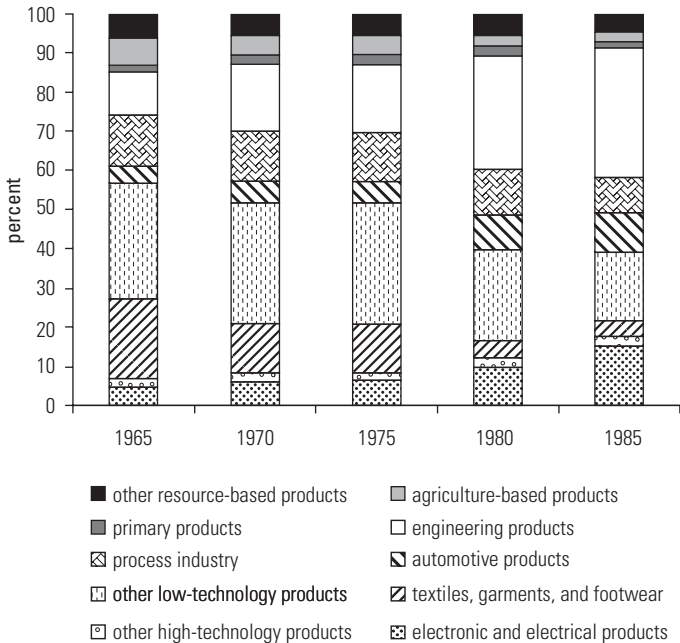 100
90
80
70
60
50
40
30
20
10
0
percent
1965 1970 1975 1980 1985
other resource-based products agriculture-based products
primary products engineering products
process industry automotive products
other low-technology products textiles, garments, and footwear
other high-technology products electronic and electrical products